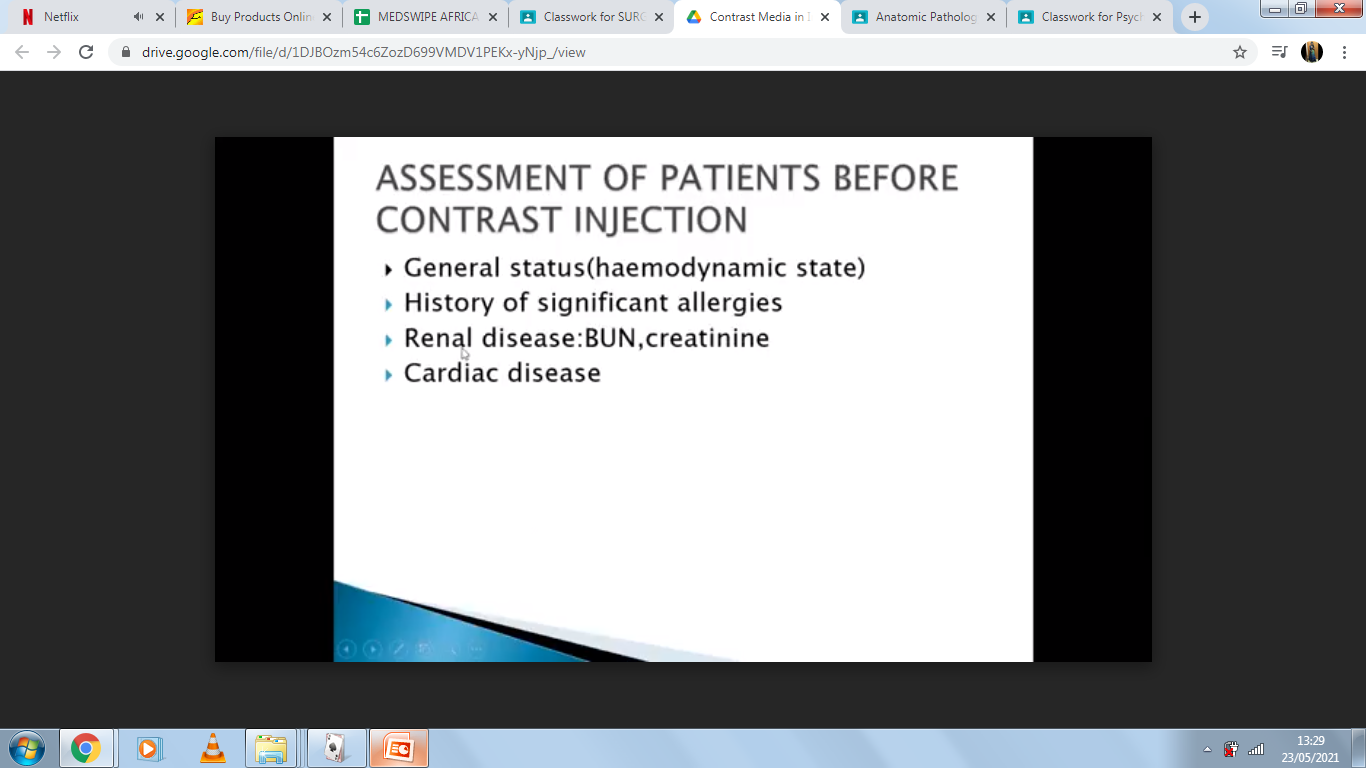 Netflix
Buy Products Onlin
MEDSWIPE AFRICA
Classwork for SURG
Contrast Media in I
Anatomic Patholog
Classwork for Psych
drive.google.com/file/d/1DJBOzm54c6ZozD699VMDV1PEKx-yNjp_/view
ASSESSMENT OF PATIENTS BEFORE
CONTRAST INJECTION
General status(haemodynamic state)
History of significant allergies
Renal disease:BUN,creatinine
Cardiac disease
13:29
23/05/2021